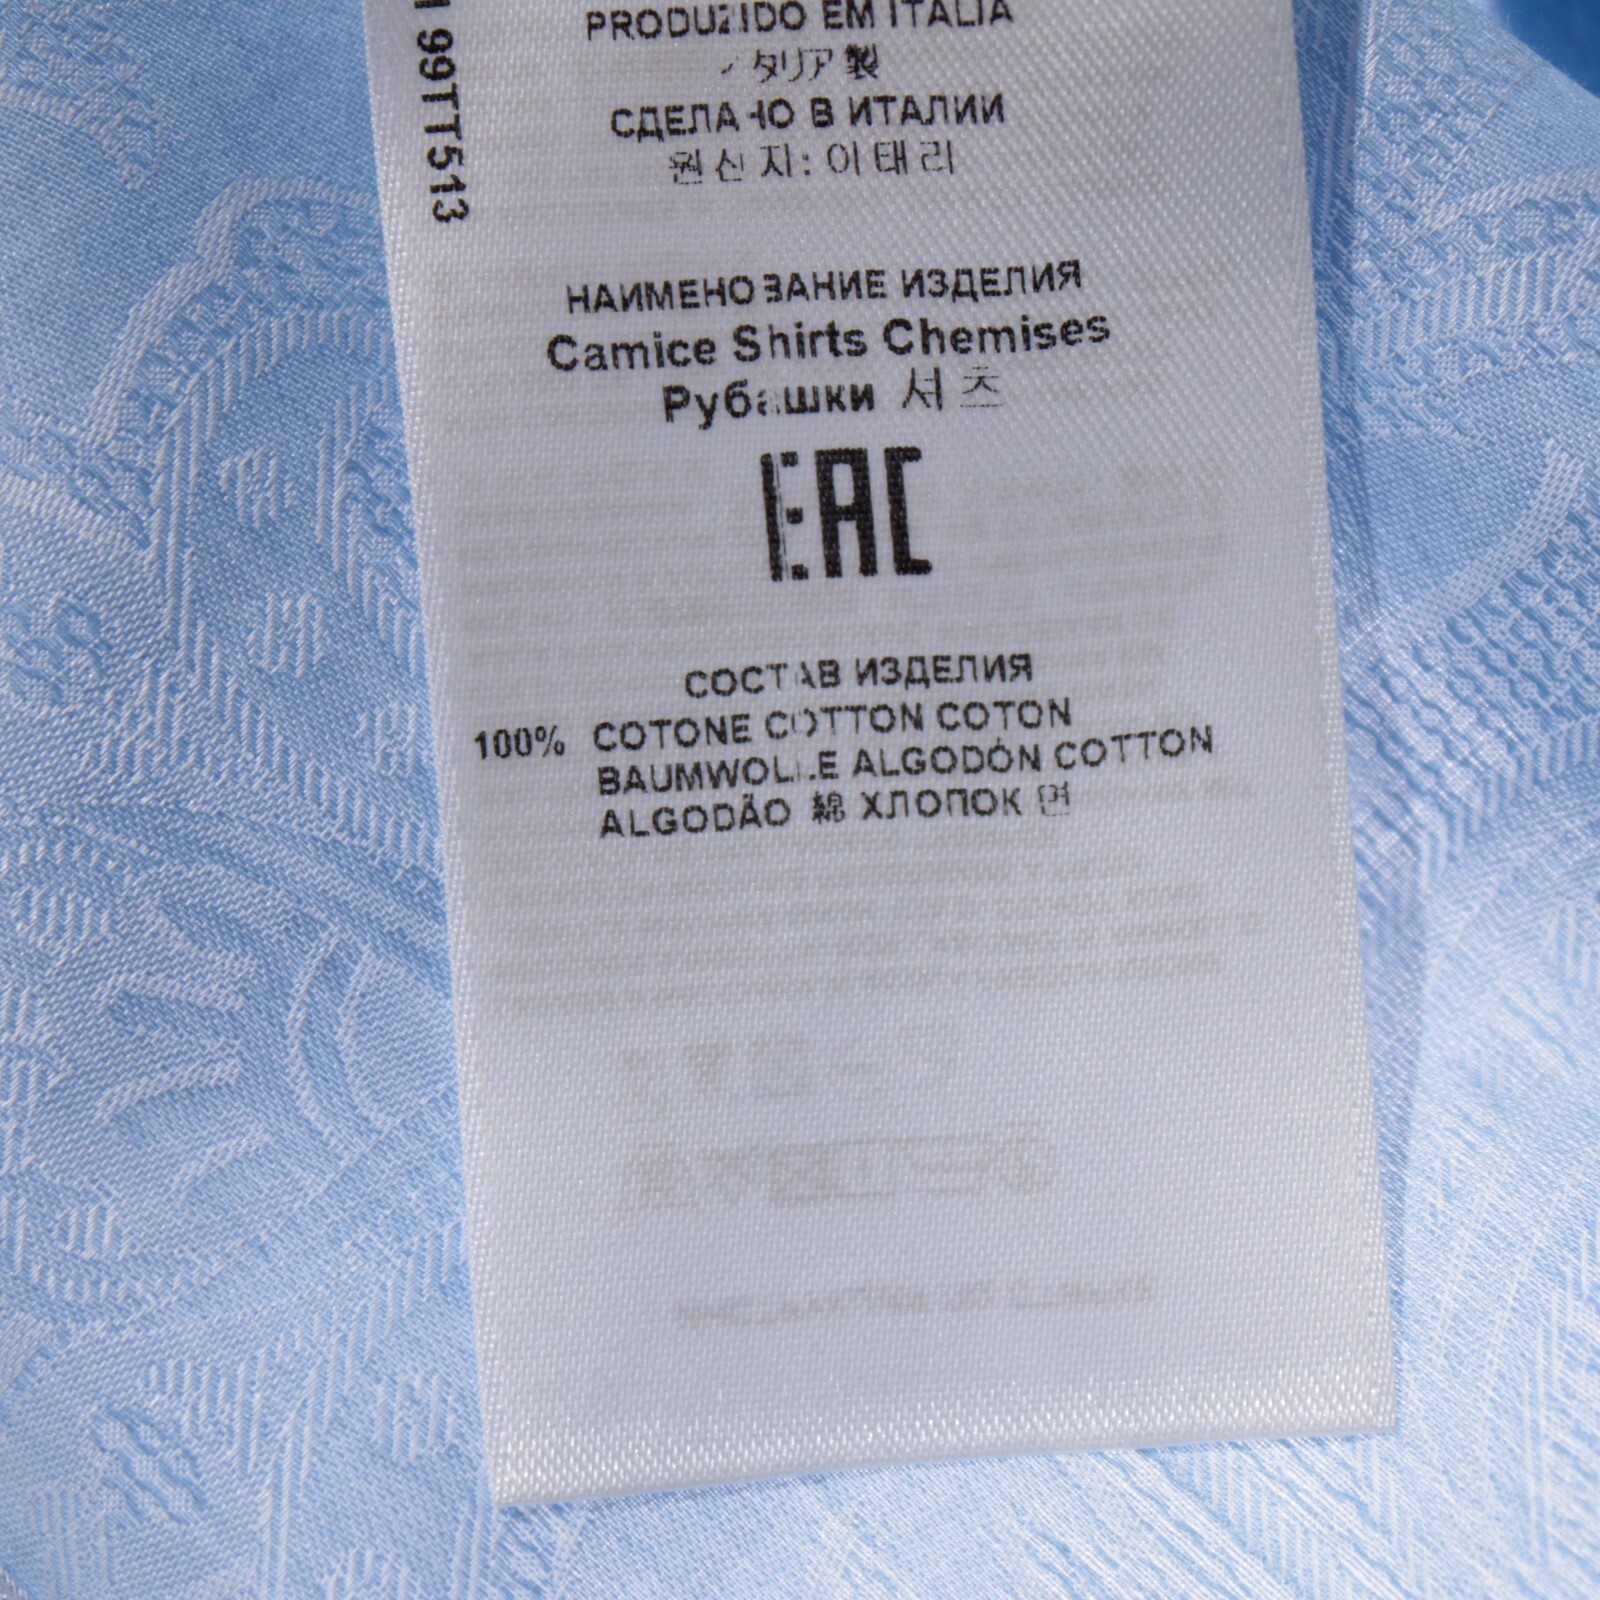 PRODUZIDO EM ITALIA
イタリア製
СДЕЛАНО В ИТАЛИИ
원산지: 이태리
99TT513
НАИМЕНОВАНИЕ ИЗДЕЛИЯ
Camice Shirts Chemises
Рубашки 셔츠
EAC
СОСТАВ ИЗДЕЛИЯ
100% COTONE COTTON COTON
BAUMWOLLE ALGODÓN COTTON
ALGODÃO 綿 ХЛОПОК 면